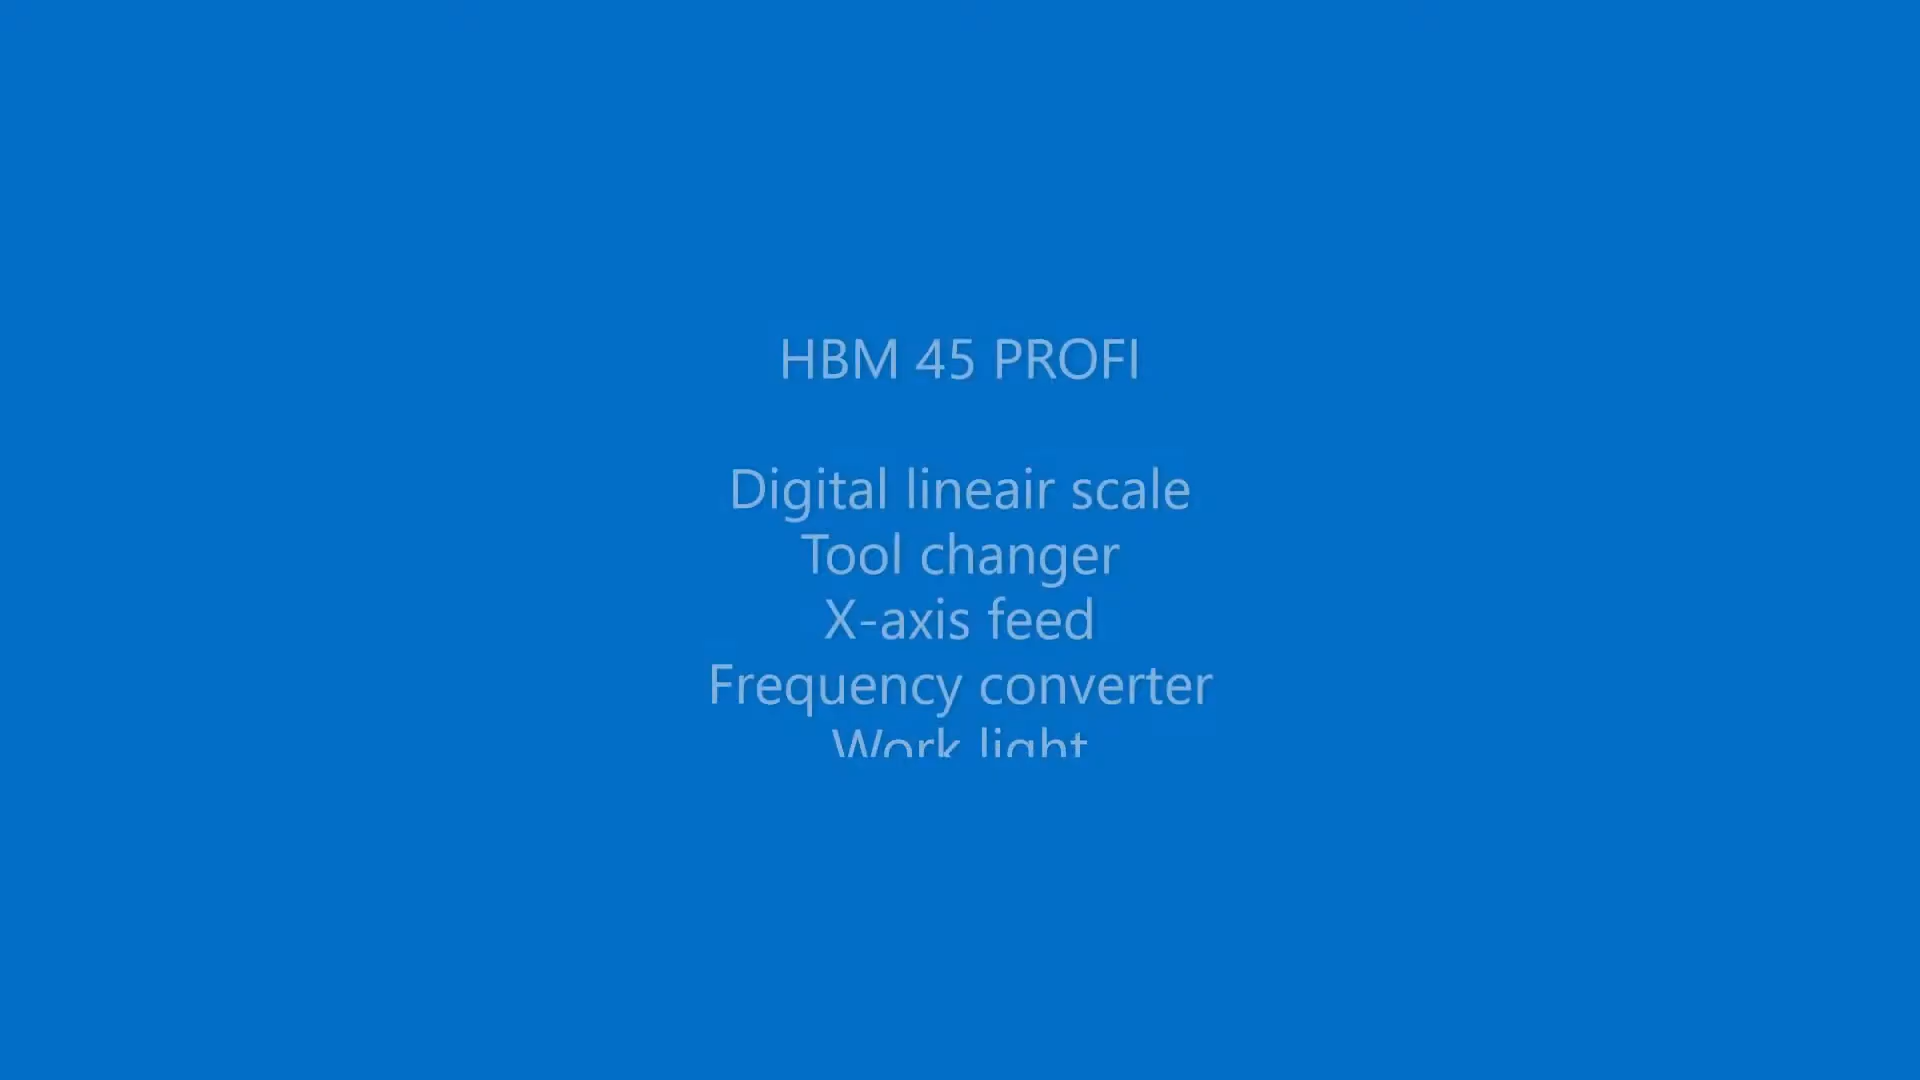 HBM 45 PROFI
Digital lineair scale
Tool changer
X-axis feed
Frequency converter
Work light